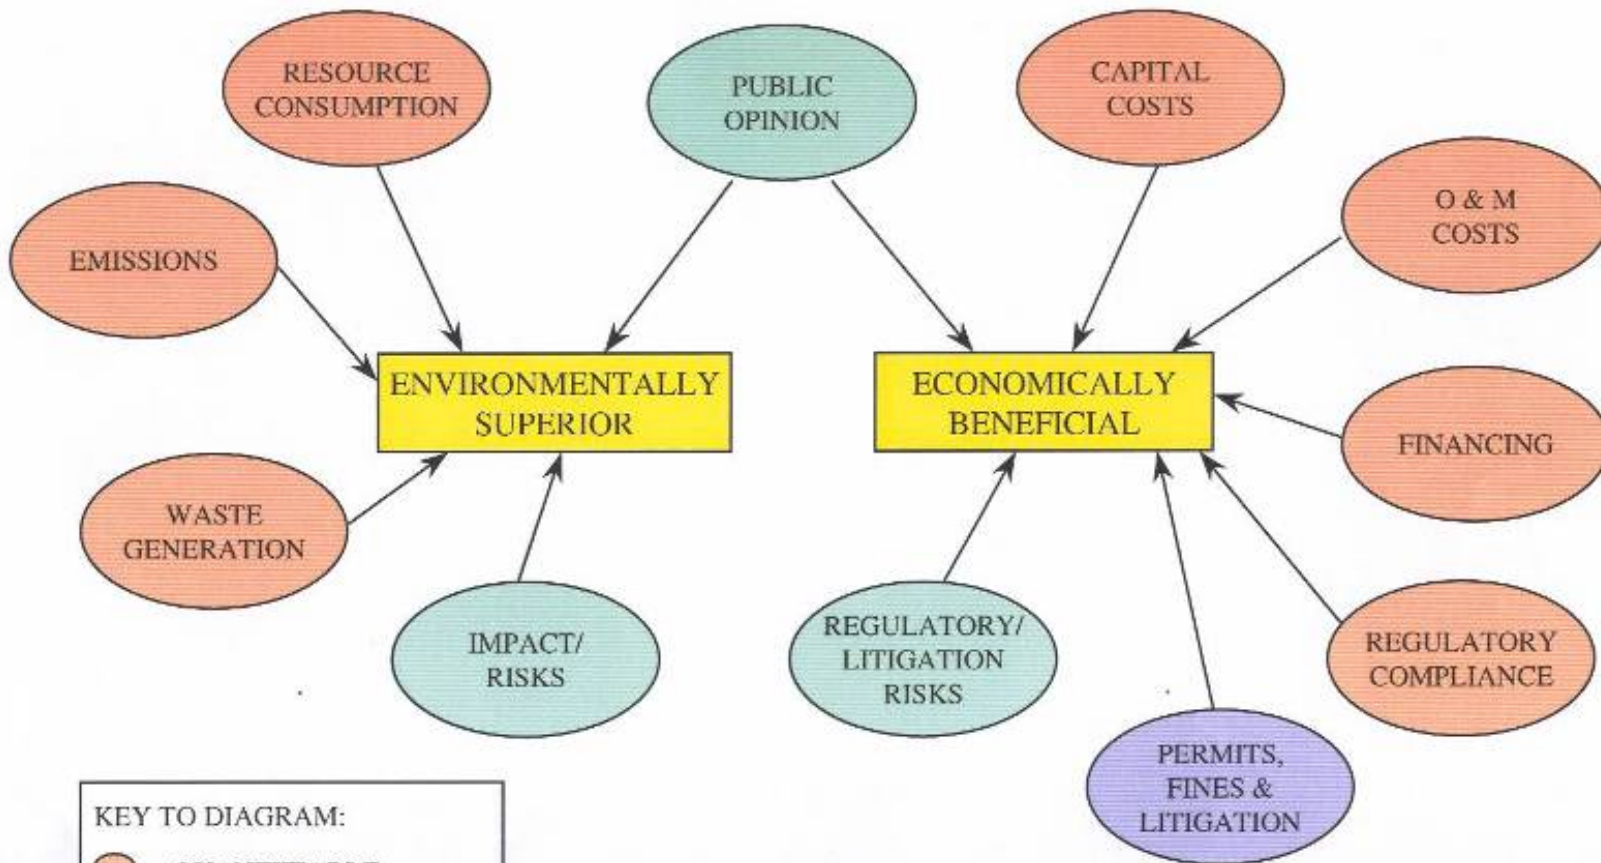 RESOURCE
CONSUMPTION
PUBLIC
OPINION
CAPITAL
COSTS
O & M
COSTS
EMISSIONS
ENVIRONMENTALLY
SUPERIOR
ECONOMICALLY
BENEFICIAL
FINANCING
WASTE
GENERATION
IMPACT/
RISKS
REGULATORY/
LITIGATION
RISKS
REGULATORY
COMPLIANCE
PERMITS,
FINES &
LITIGATION
KEY TO DIAGRAM: